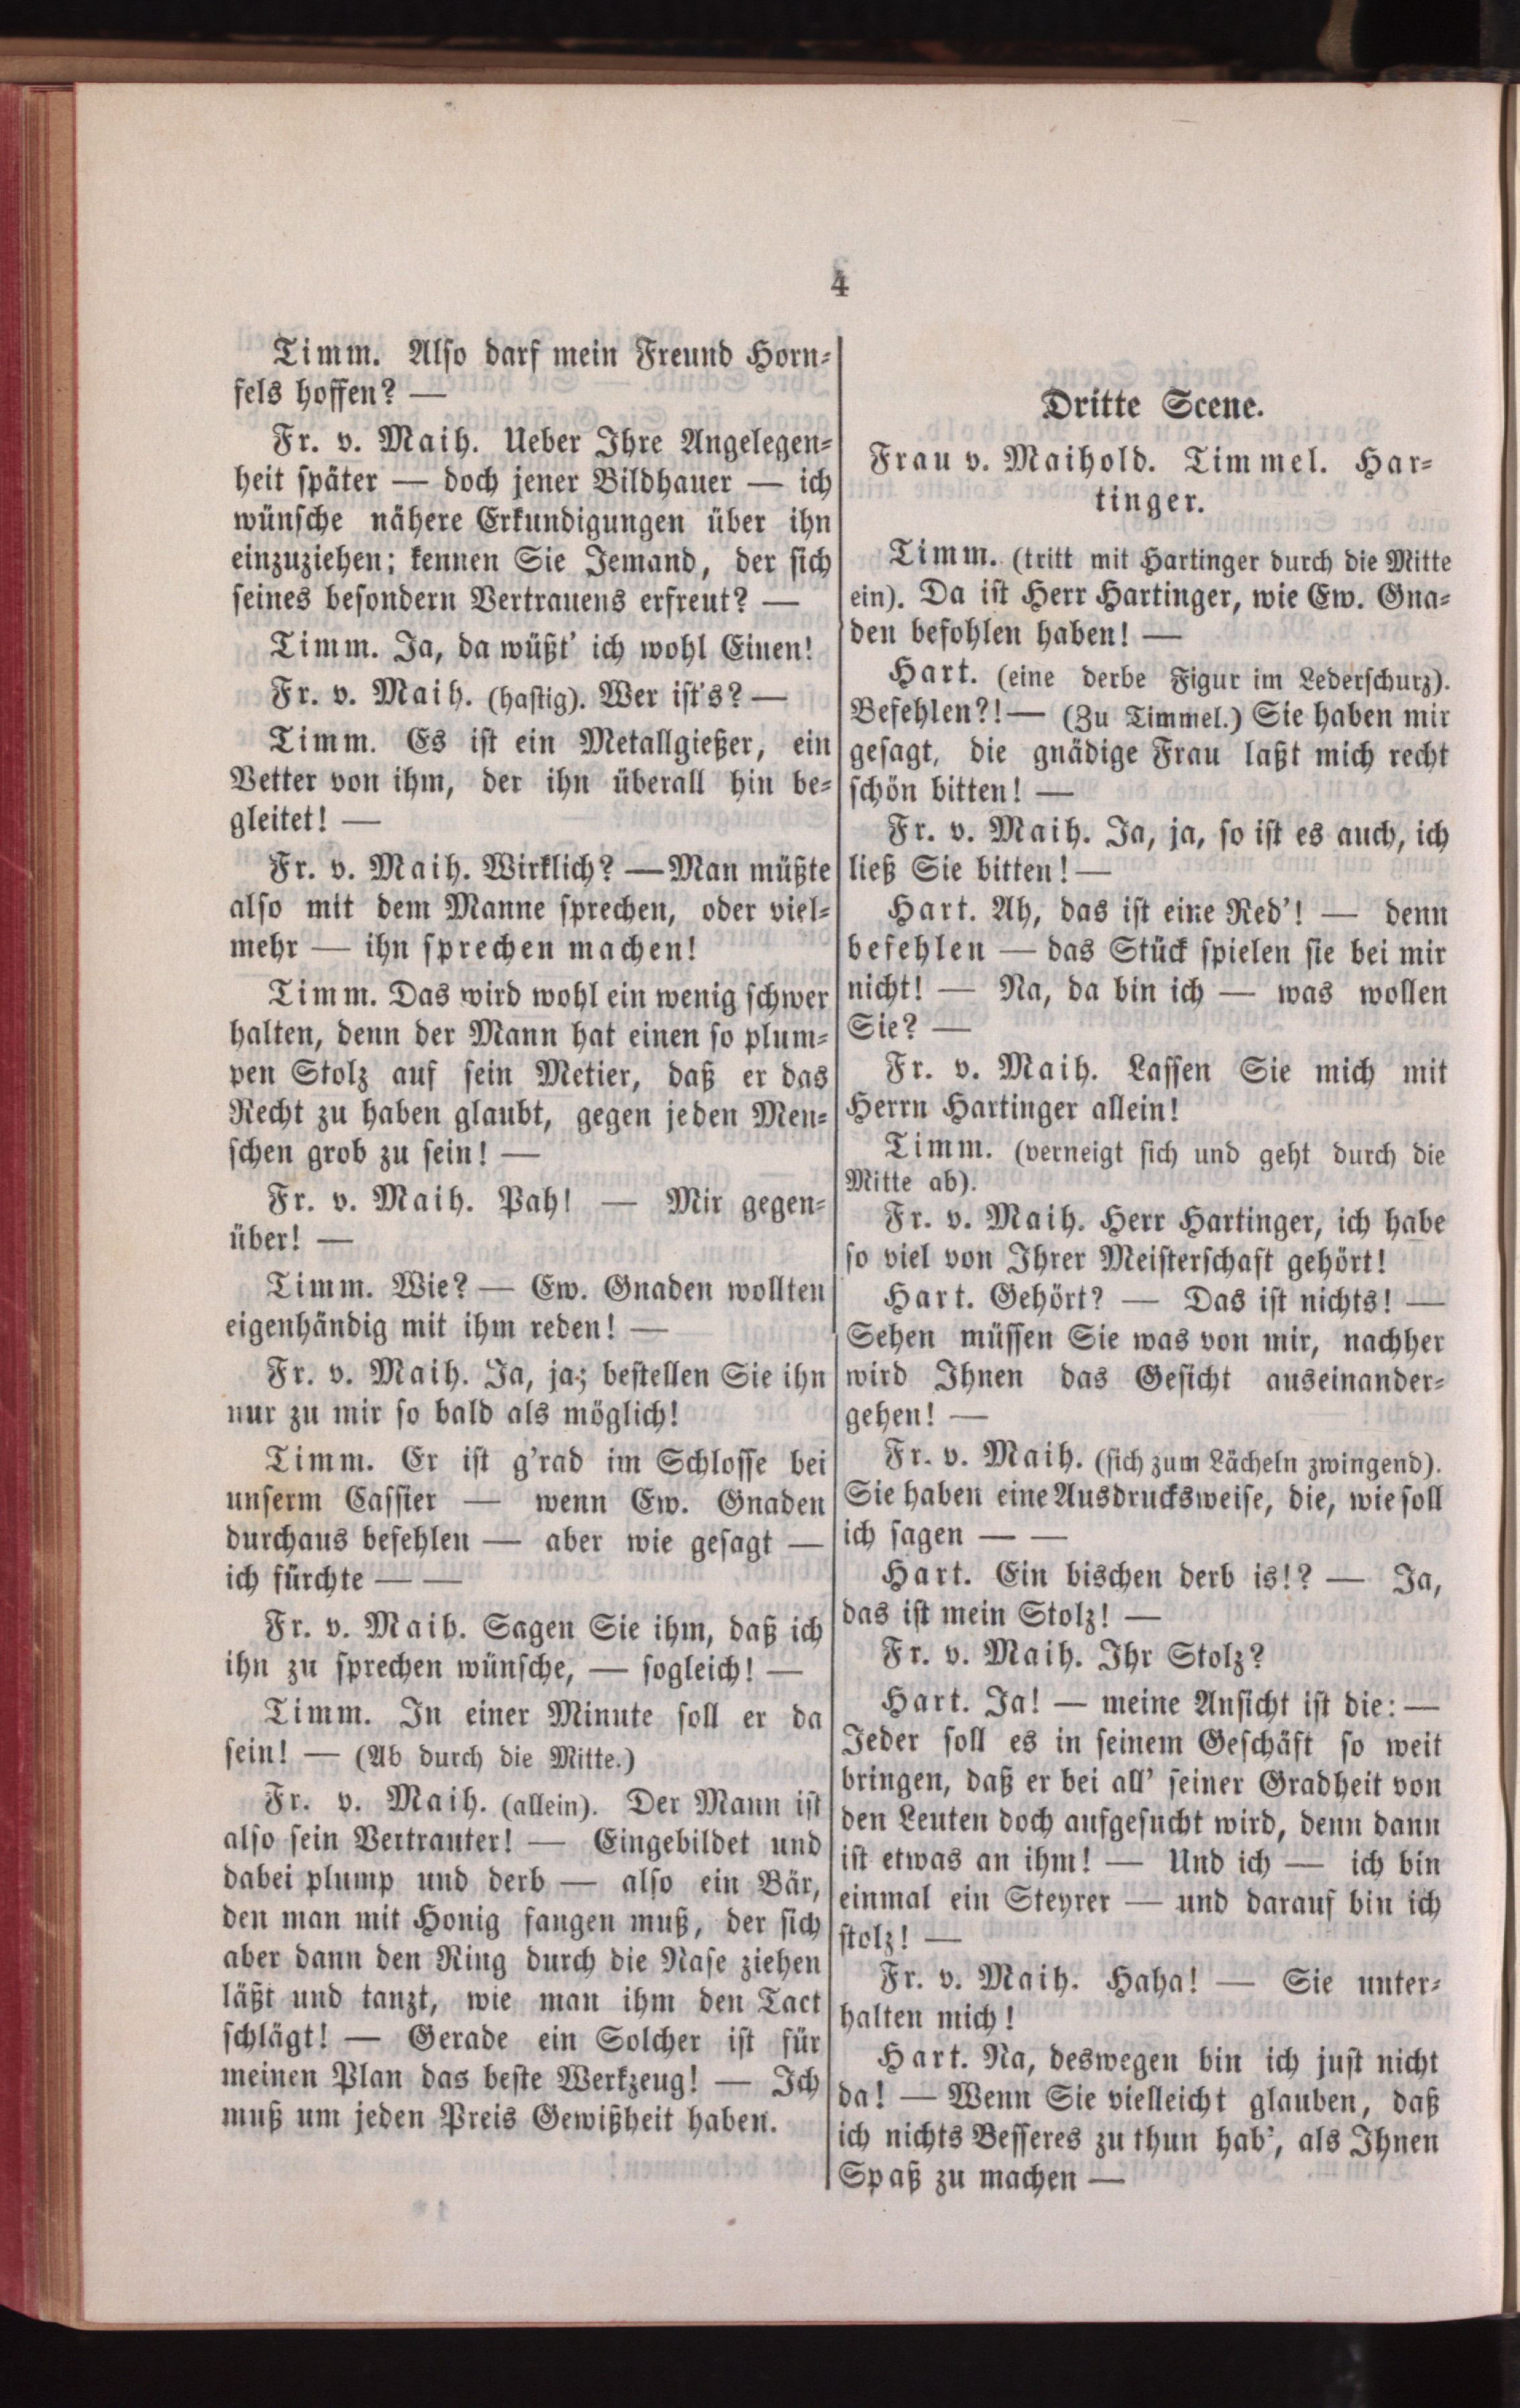 4
Timm. Also darf mein Freund Horn-
fels hoffen? —
Fr. v. Maih. Ueber Ihre Angelegen-
heit später — doch jener Bildhauer — ich
wünsche nähere Erkundigungen über ihn
einzuziehen; kennen Sie Jemand, der sich
seines besondern Vertrauens erfreut? —
Timm. Ja, da wüßt' ich wohl Einen!
Fr. v. Maih. (hastig). Wer ist's? —
Timm. Es ist ein Metallgießer, ein
Vetter von ihm, der ihn überall hin be-
gleitet! —
Fr. v. Maih. Wirklich? — Man müßte
also mit dem Manne sprechen, oder viel-
mehr — ihn sprechen machen!
Timm. Das wird wohl ein wenig schwer
halten, denn der Mann hat einen so plum-
pen Stolz auf sein Metier, daß er das
Recht zu haben glaubt, gegen jeden Men-
schen grob zu sein! —
Fr. v. Maih. Pah! — Mir gegen-
über! —
Timm. Wie? — Ew. Gnaden wollten
eigenhändig mit ihm reden! —
Fr. v. Maih. Ja, ja; bestellen Sie ihn
nur zu mir so bald als möglich!
Timm. Er ist g'rad im Schlosse bei
unserm Cassier — wenn Ew. Gnaden
durchaus befehlen — aber wie gesagt —
ich fürchte — —
Fr. v. Maih. Sagen Sie ihm, daß ich
ihn zu sprechen wünsche, — sogleich! —
Timm. In einer Minute soll er da
sein! — (Ab durch die Mitte.)
Fr. v. Maih. (allein). Der Mann ist
also sein Vertrauter! — Eingebildet und
dabei plump und derb — also ein Bär,
den man mit Honig fangen muß, der sich
aber dann den Ring durch die Nase ziehen
läßt und tanzt, wie man ihm den Tact
schlägt! — Gerade ein Solcher ist für
meinen Plan das beste Werkzeug! — Ich
muß um jeden Preis Gewißheit haben.
Dritte Scene.
Frau v. Maihold. Timmel. Har-
tinger.
Timm. (tritt mit Hartinger durch die Mitte
ein). Da ist Herr Hartinger, wie Ew. Gna-
den befohlen haben! —
Hart. (eine derbe Figur im Lederschurz).
Befehlen?! — (Zu Timmel.) Sie haben mir
gesagt, die gnädige Frau laßt mich recht
schön bitten! —
Fr. v. Maih. Ja, ja, so ist es auch, ich
ließ Sie bitten! —
Hart. Ah, das ist eine Red'! — denn
befehlen — das Stück spielen sie bei mir
nicht! — Na, da bin ich — was wollen
Sie? —
Fr. v. Maih. Lassen Sie mich mit
Herrn Hartinger allein!
Timm. (verneigt sich und geht durch die
Mitte ab).
Fr. v. Maih. Herr Hartinger, ich habe
so viel von Ihrer Meisterschaft gehört!
Hart. Gehört? — Das ist nichts! —
Sehen müssen Sie was von mir, nachher
wird Ihnen das Gesicht auseinander-
gehen! —
Fr. v. Maih. (sich zum Lächeln zwingend).
Sie haben eine Ausdrucksweise, die, wie soll
ich sagen — —
Hart. Ein bischen derb is!? — Ja,
das ist mein Stolz! —
Fr. v. Maih. Ihr Stolz?
Hart. Ja! — meine Ansicht ist die: —
Jeder soll es in seinem Geschäft so weit
bringen, daß er bei all' seiner Gradheit von
den Leuten doch aufgesucht wird, denn dann
ist etwas an ihm! — Und ich — ich bin
einmal ein Steyrer — und darauf bin ich
stolz! —
Fr. v. Maih. Haha! — Sie unter-
halten mich!
Hart. Na, deswegen bin ich just nicht
da! — Wenn Sie vielleicht glauben, daß
ich nichts Besseres zu thun hab', als Ihnen
Spaß zu machen —